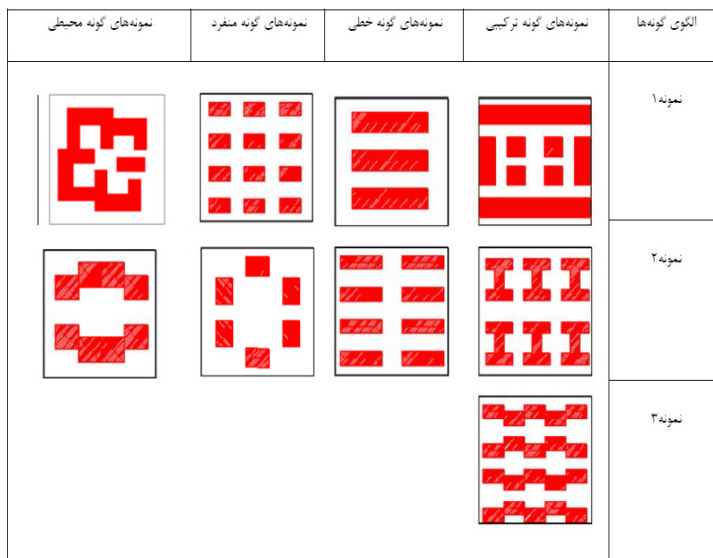 الگوی گونه‌ها
نمونه‌های گونه ترکیبی
نمونه‌های گونه خطی
نمونه‌های گونه منفرد
نمونه‌های گونه محیطی
نمونه۱
نمونه۲
نمونه۳